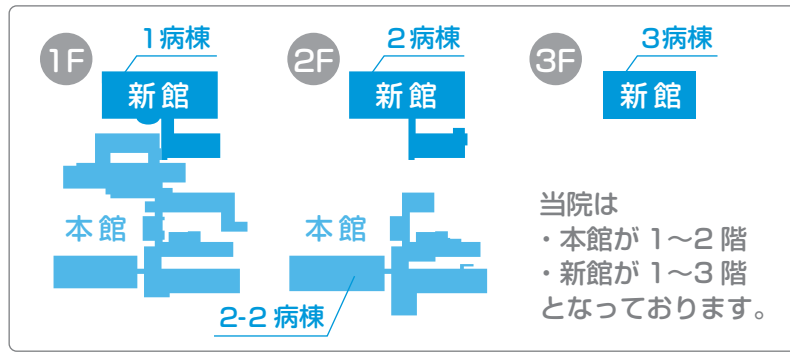 1F
1病棟
新館
本館
2F
2病棟
新館
本館
2-2 病棟
3F
3病棟
新館
当院は
・本館が 1〜2 階
・新館が 1〜3 階
となっております。